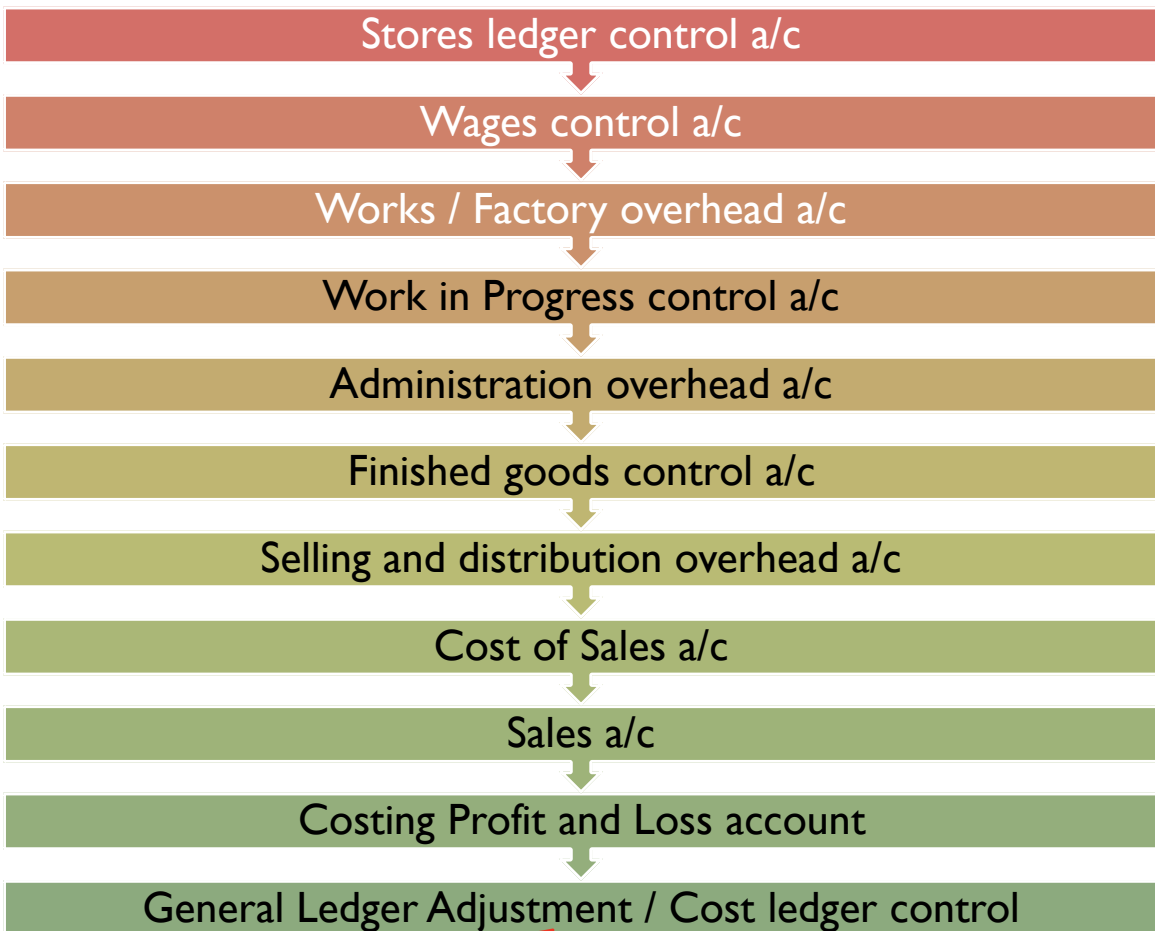 Stores ledger control a/c
Wages control a/c
Works / Factory overhead a/c
Work in Progress control a/c
Administration overhead a/c
Finished goods control a/c
Selling and distribution overhead a/c
Cost of Sales a/c
Sales a/c
Costing Profit and Loss account
General Ledger Adjustment / Cost ledger control